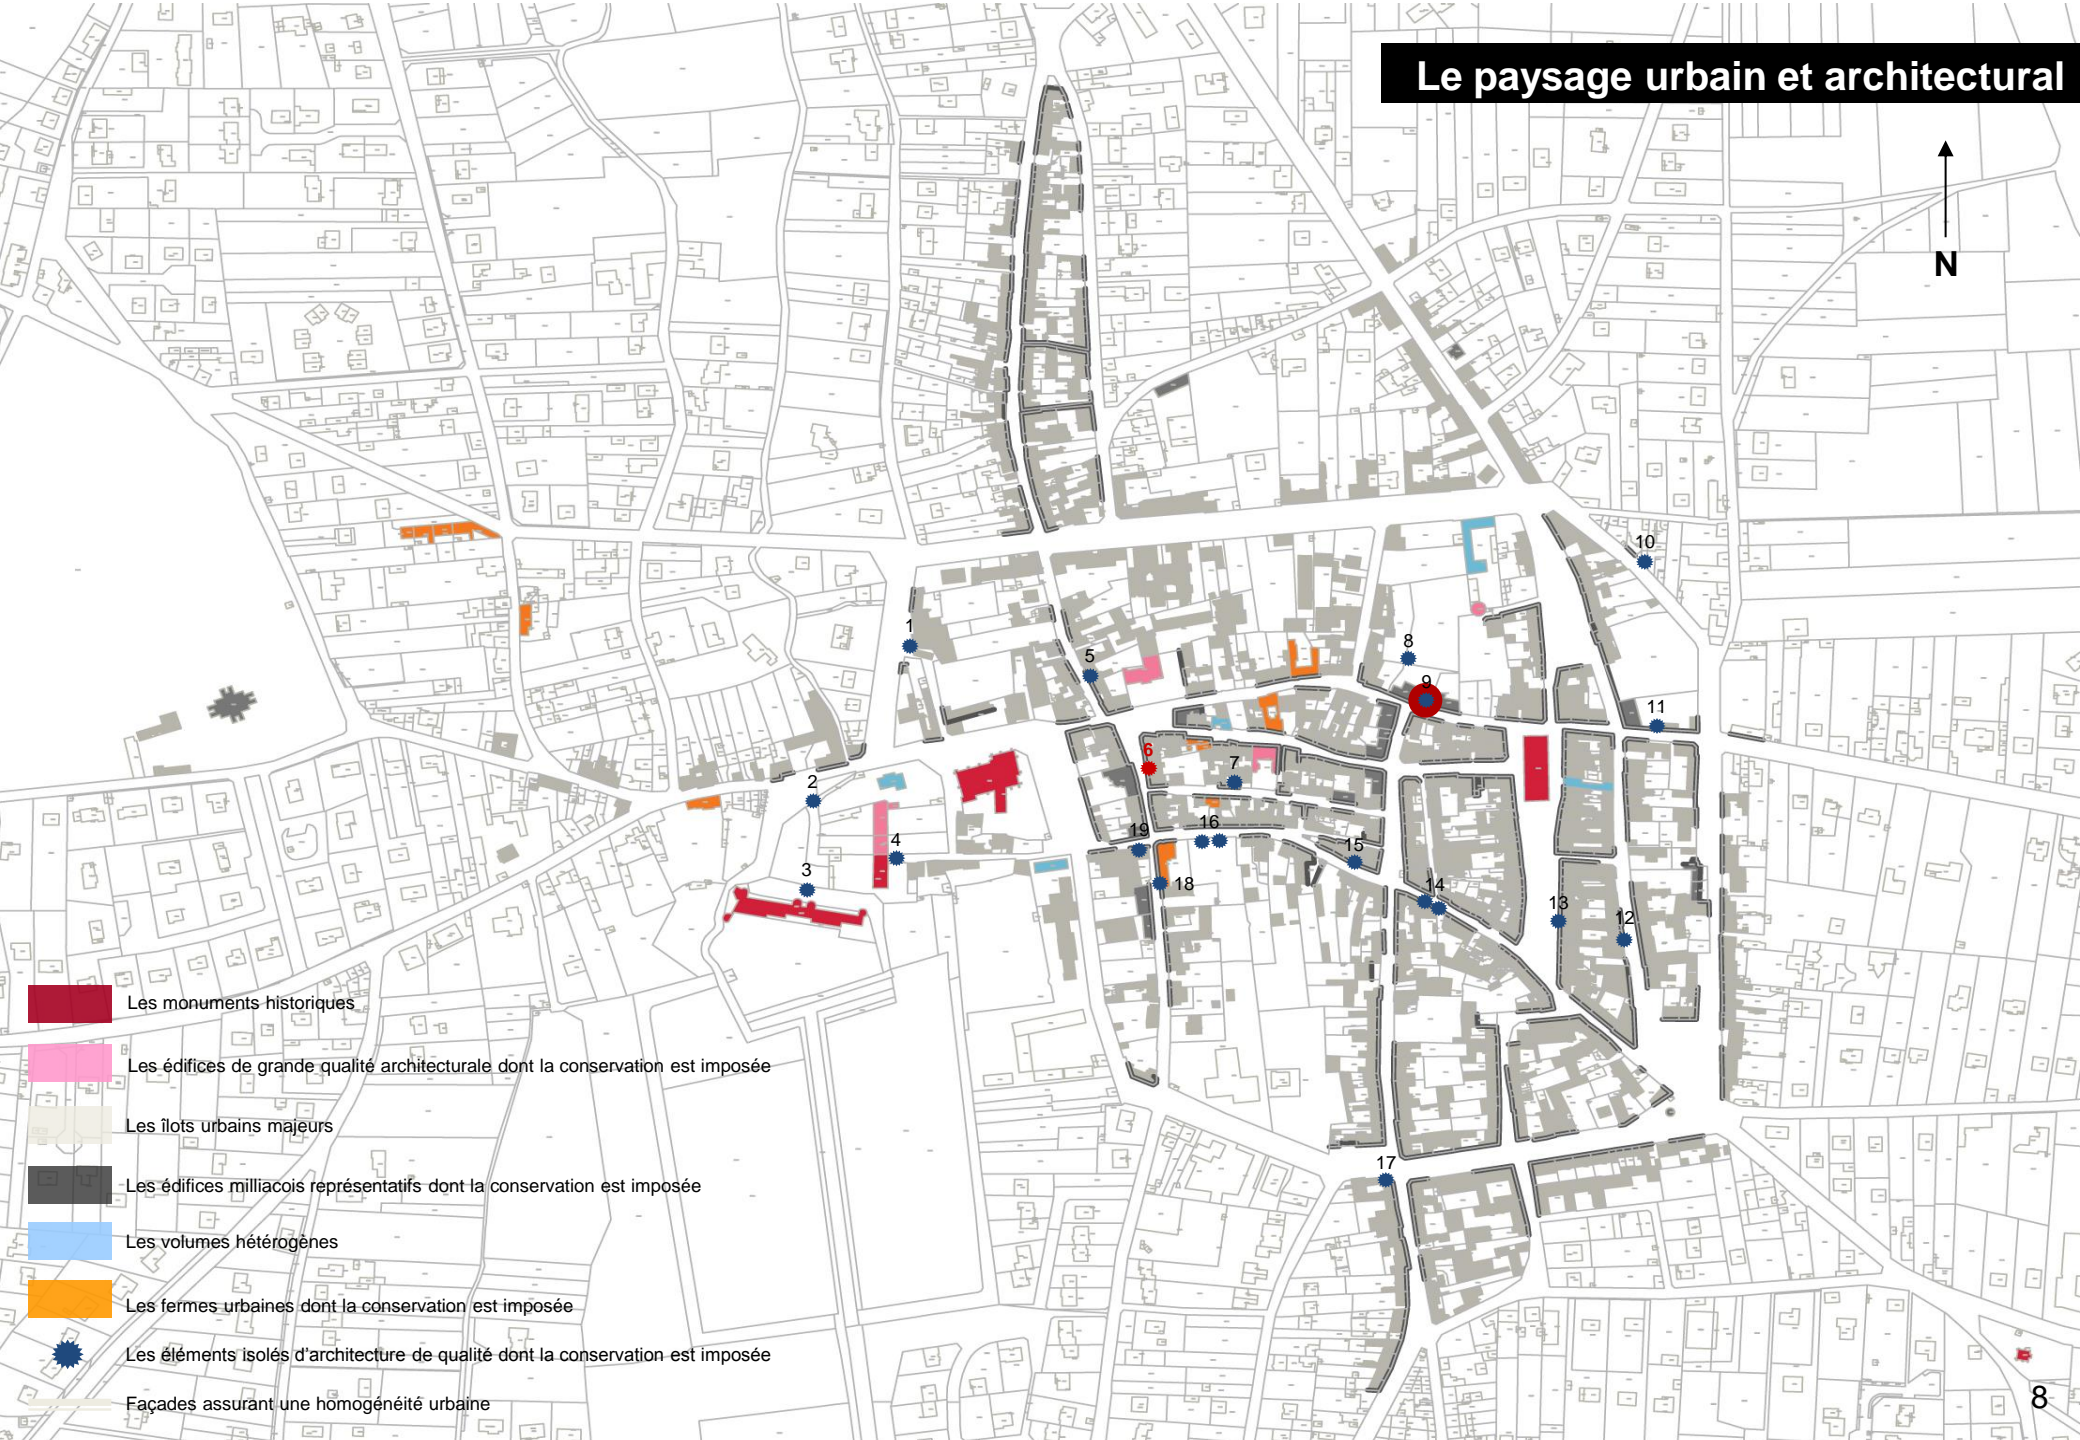 Le paysage urbain et architectural
N
10
1
8
5
9
11
6
7
2
19
16
4
15
3
18
14
13
12
17
Les monuments historiques
Les édifices de grande qualité architecturale dont la conservation est imposée
Les îlots urbains majeurs
Les édifices milliacois représentatifs dont la conservation est imposée
Les volumes hétérogènes
Les fermes urbaines dont la conservation est imposée
Les éléments isolés d'architecture de qualité dont la conservation est imposée
Façades assurant une homogénéité urbaine
8